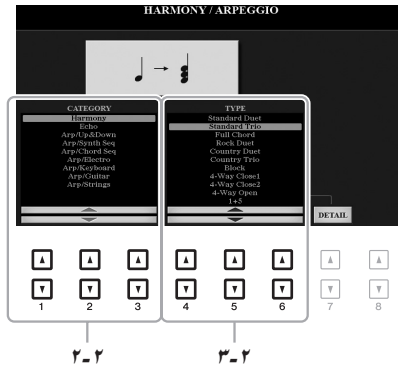 HARMONY / ARPEGGIO
CATEGORY
Harmony
Echo
Arp/Up&Down
Arp/Synth Seq
Arp/Chord Seq
Arp/Electro
Arp/Keyboard
Arp/Guitar
Arp/Strings
TYPE
Standard Duet
Standard Trio
Full Chord
Rock Duet
Country Duet
Country Trio
Block
4-Way Close1
4-Way Close2
4-Way Open
1+5
DETAIL
1 2 3 4 5 6 7 8
۲-۲ ۳-۲